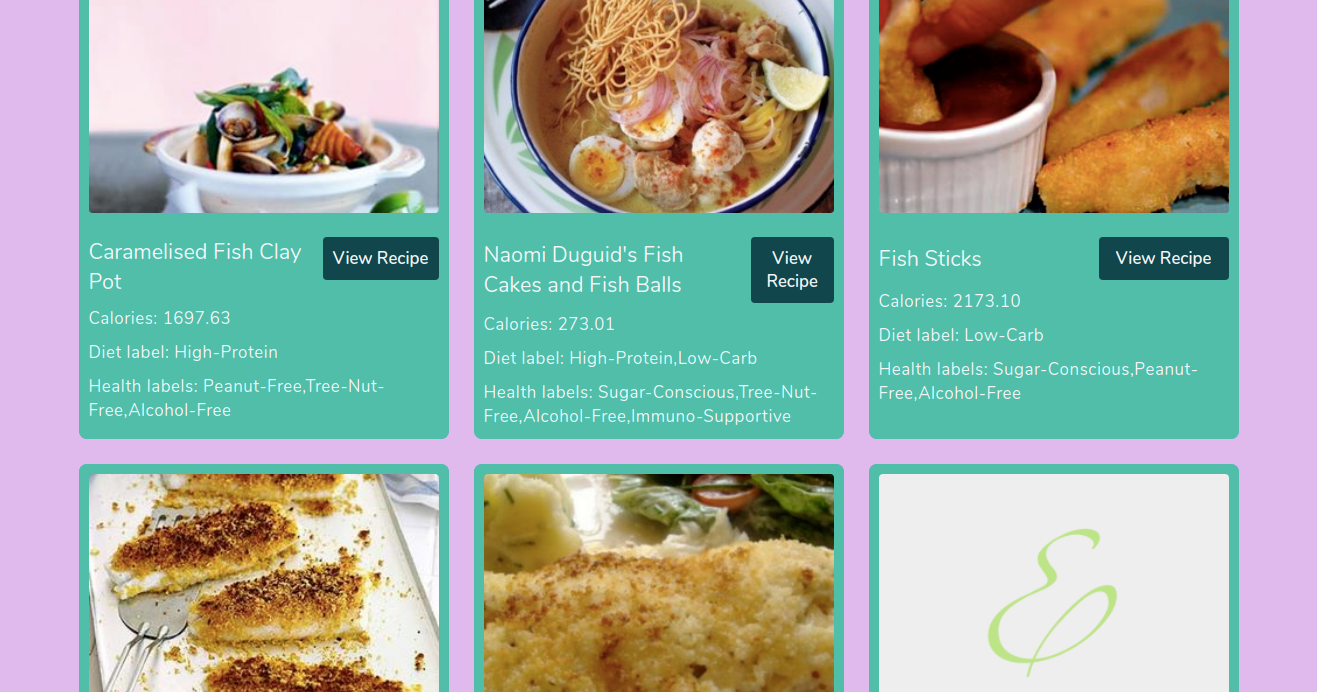 Caramelised Fish Clay
Pot
View Recipe
Calories: 1697.63
Diet label: High-Protein
Health labels: Peanut-Free,Tree-Nut-
Free,Alcohol-Free
Naomi Duguid's Fish
Cakes and Fish Balls
View
Recipe
Calories: 273.01
Diet label: High-Protein,Low-Carb
Health labels: Sugar-Conscious,Tree-Nut-
Free,Alcohol-Free,Immuno-Supportive
Fish Sticks
View Recipe
Calories: 2173.10
Diet label: Low-Carb
Health labels: Sugar-Conscious,Peanut-
Free,Alcohol-Free